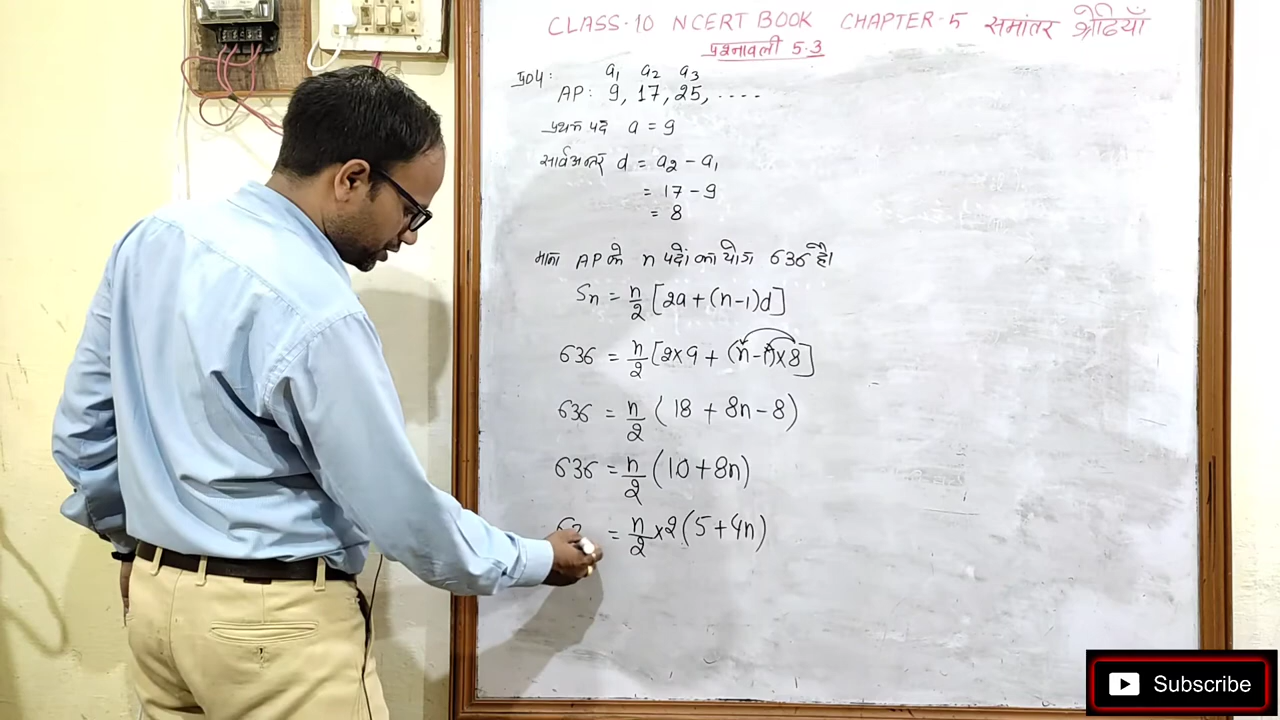 CLASS-10 NCERT BOOK CHAPTER-5 समांतर श्रेढियाँ
प्रश्नावली 5.3
प्र04:
a₁ a₂ a₃
AP: 9, 17, 25, ----
प्रथम पद a = 9
सार्वअन्तर d = a₂ - a₁
= 17 - 9
= 8
माना AP के n पदों का योग 636 है।
Sn = n/2 [2a + (n-1)d]
636 = n/2 [2×9 + (n-1)×8]
636 = n/2 (18 + 8n - 8)
636 = n/2 (10 + 8n)
63 = n/2 × 2 (5 + 4n)
Subscribe